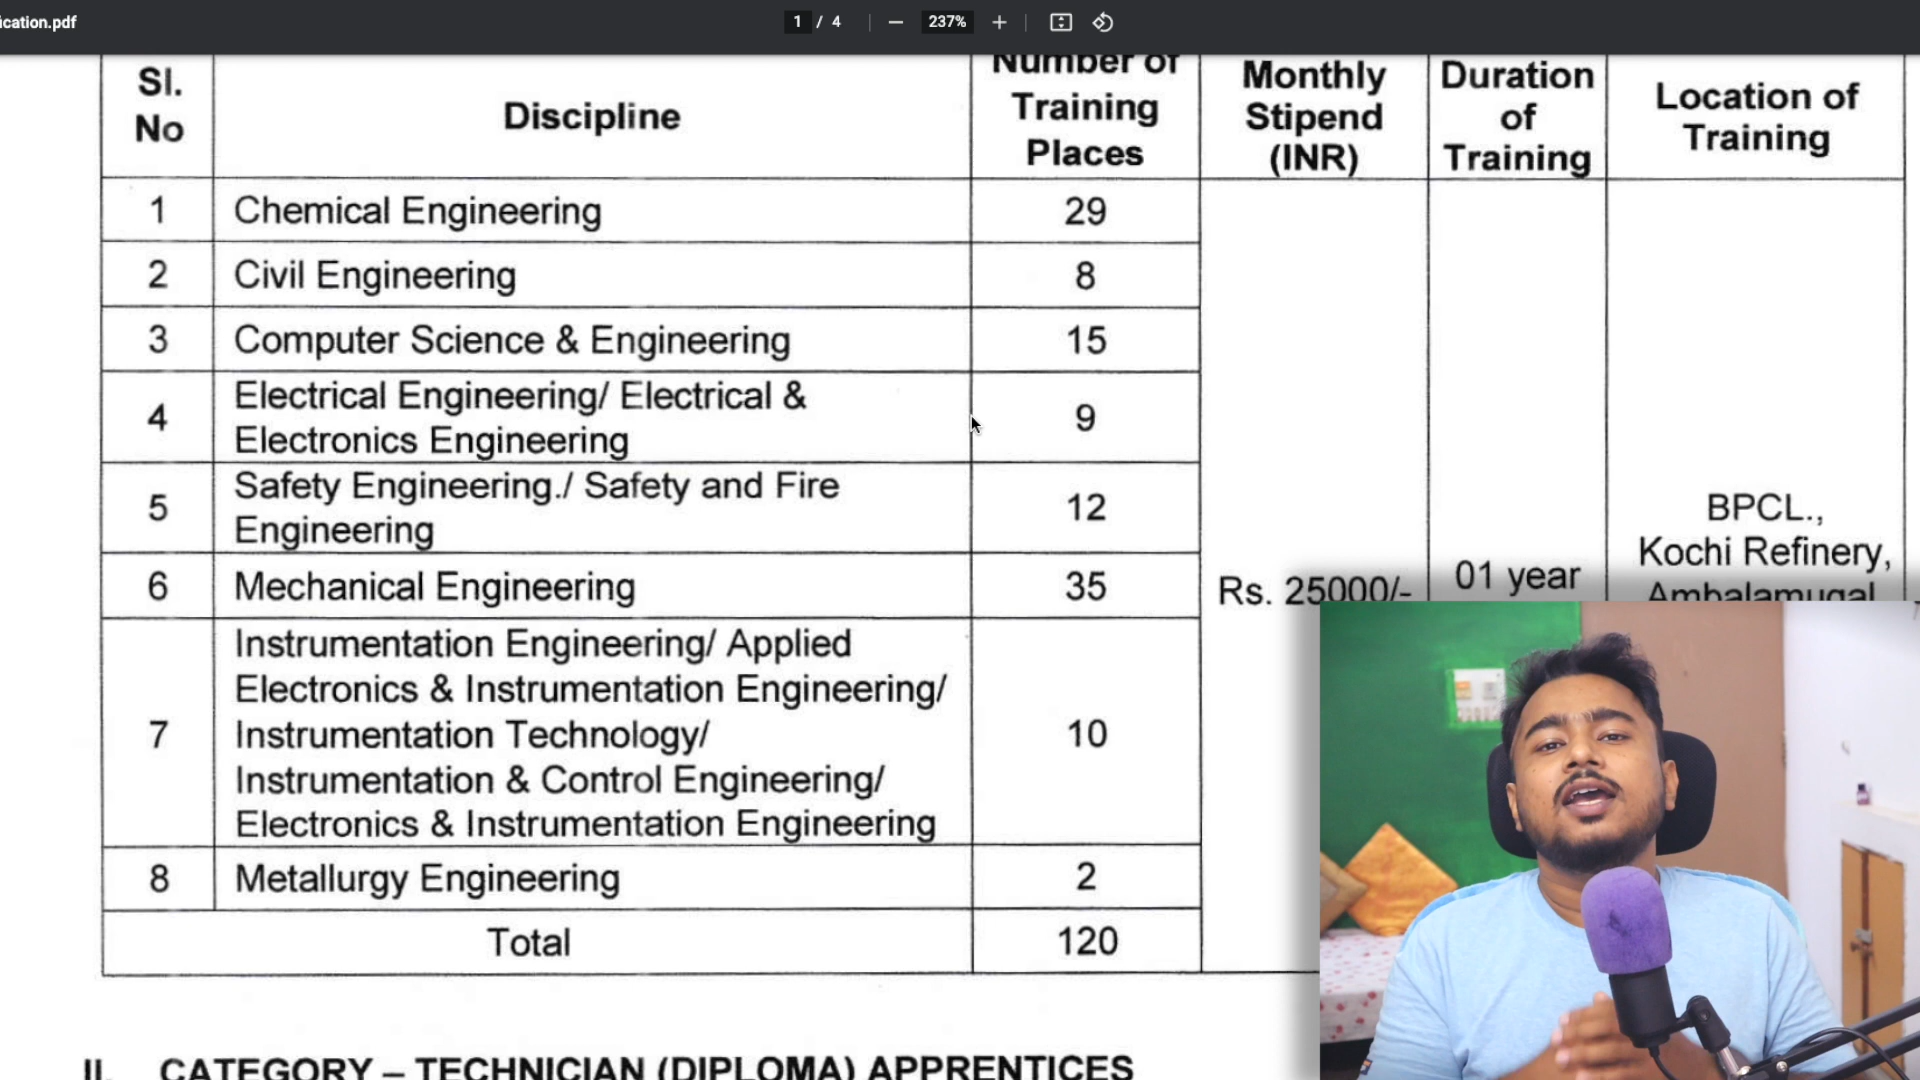 ication.pdf
1 / 4
237%
Sl.
No
Discipline
Number of
Training
Places
Monthly
Stipend
(INR)
Duration
of
Training
Location of
Training
1 Chemical Engineering 29
2 Civil Engineering 8
3 Computer Science & Engineering 15
4 Electrical Engineering/ Electrical &
Electronics Engineering 9
5 Safety Engineering./ Safety and Fire
Engineering 12
6 Mechanical Engineering 35
7 Instrumentation Engineering/ Applied
Electronics & Instrumentation Engineering/
Instrumentation Technology/
Instrumentation & Control Engineering/
Electronics & Instrumentation Engineering 10
8 Metallurgy Engineering 2
Total 120
Rs. 25000/-
01 year
BPCL.,
Kochi Refinery,
Ambalamugal
II. CATEGORY – TECHNICIAN (DIPLOMA) APPRENTICES